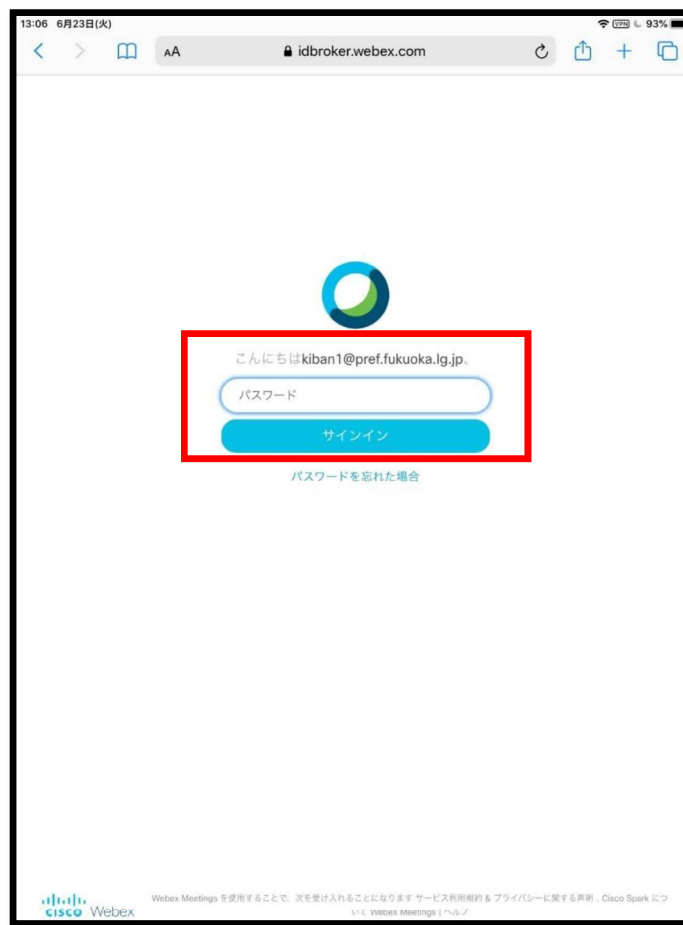 13:06 6月23日(火) VPN 93%
AA idbroker.webex.com
こんにちはkiban1@pref.fukuoka.lg.jp、
パスワード
サインイン
パスワードを忘れた場合
Webex Meetings を使用することで、次を受け入れることになります サービス利用規約 & プライバシーに関する声明 . Cisco Spark につ
いて Webex Meetings | ヘルプ
CISCO Webex